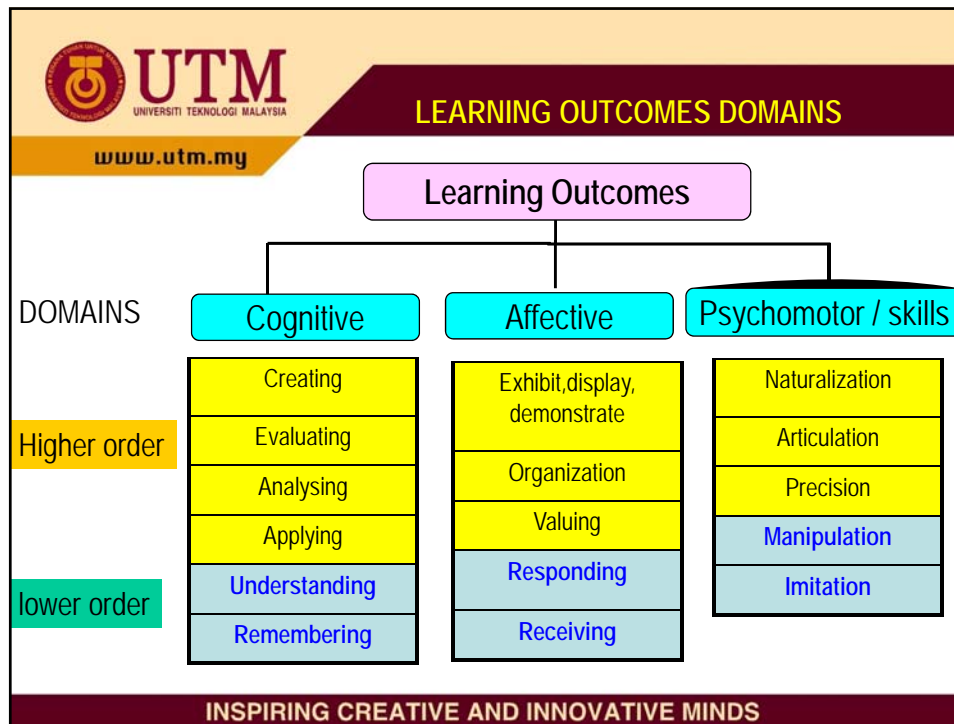 UTM
UNIVERSITI TEKNOLOGI MALAYSIA
www.utm.my
LEARNING OUTCOMES DOMAINS
Learning Outcomes
DOMAINS
Cognitive
Affective
Psychomotor / skills
Higher order
lower order
Creating
Evaluating
Analysing
Applying
Understanding
Remembering
Exhibit,display,
demonstrate
Organization
Valuing
Responding
Receiving
Naturalization
Articulation
Precision
Manipulation
Imitation
INSPIRING CREATIVE AND INNOVATIVE MINDS